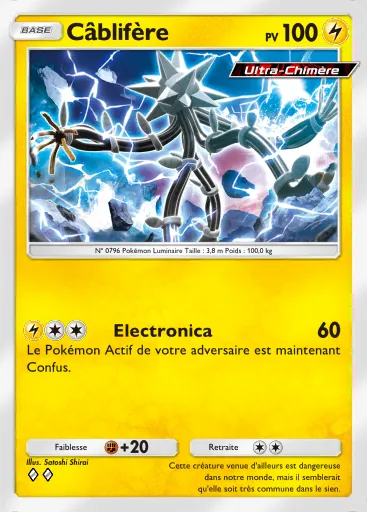 BASE
Câblifère
PV 100
Ultra-Chimère
N° 0796 Pokémon Luminaire Taille : 3,8 m Poids : 100,0 kg
Electronica 60
Le Pokémon Actif de votre adversaire est maintenant
Confus.
Faiblesse +20
Retraite
Illus. Satoshi Shirai
Cette créature venue d'ailleurs est dangereuse
dans notre monde, mais il semblerait
qu'elle soit très commune dans le sien.